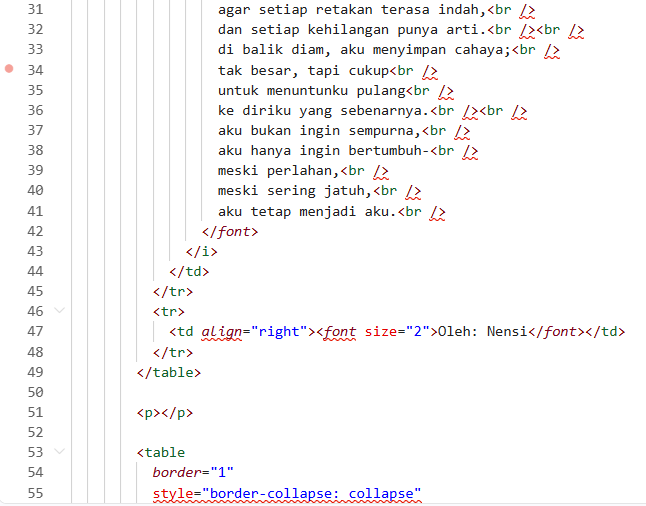 31 agar setiap retakan terasa indah,<br />
32 dan setiap kehilangan punya arti.<br /><br />
33 di balik diam, aku menyimpan cahaya;<br />
34 tak besar, tapi cukup<br />
35 untuk menuntunku pulang<br />
36 ke diriku yang sebenarnya.<br /><br />
37 aku bukan ingin sempurna,<br />
38 aku hanya ingin bertumbuh-<br />
39 meski perlahan,<br />
40 meski sering jatuh,<br />
41 aku tetap menjadi aku.<br />
42 </font>
43 </i>
44 </td>
45 </tr>
46 <tr>
47 <td align="right"><font size="2">Oleh: Nensi</font></td>
48 </tr>
49 </table>
50
51 <p></p>
52
53 <table
54 border="1"
55 style="border-collapse: collapse"